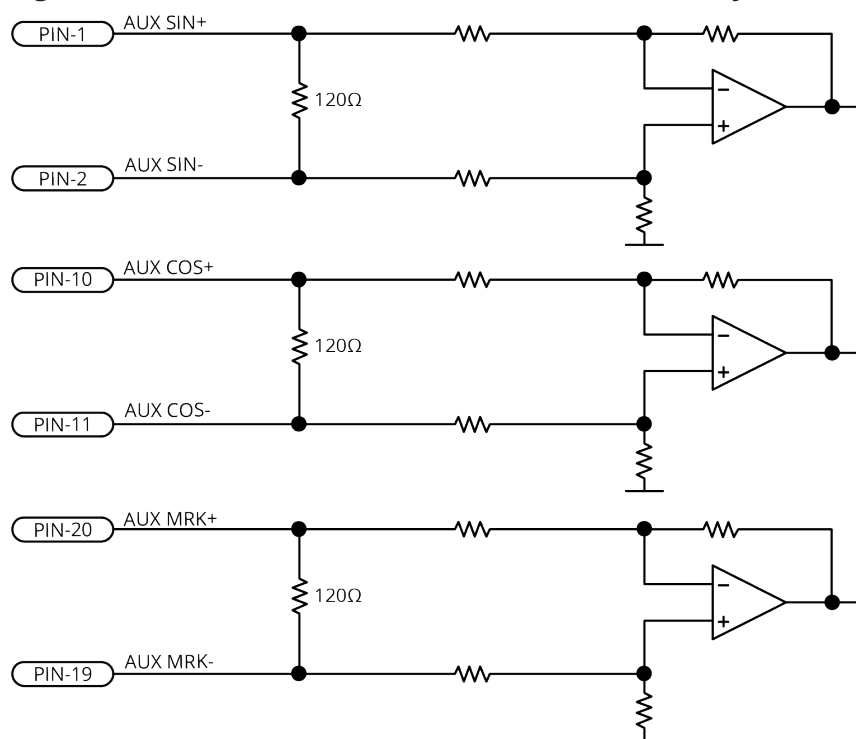 AUX SIN+
PIN-1
120Ω
AUX SIN-
PIN-2
−
+
AUX COS+
PIN-10
120Ω
AUX COS-
PIN-11
−
+
AUX MRK+
PIN-20
120Ω
AUX MRK-
PIN-19
−
+